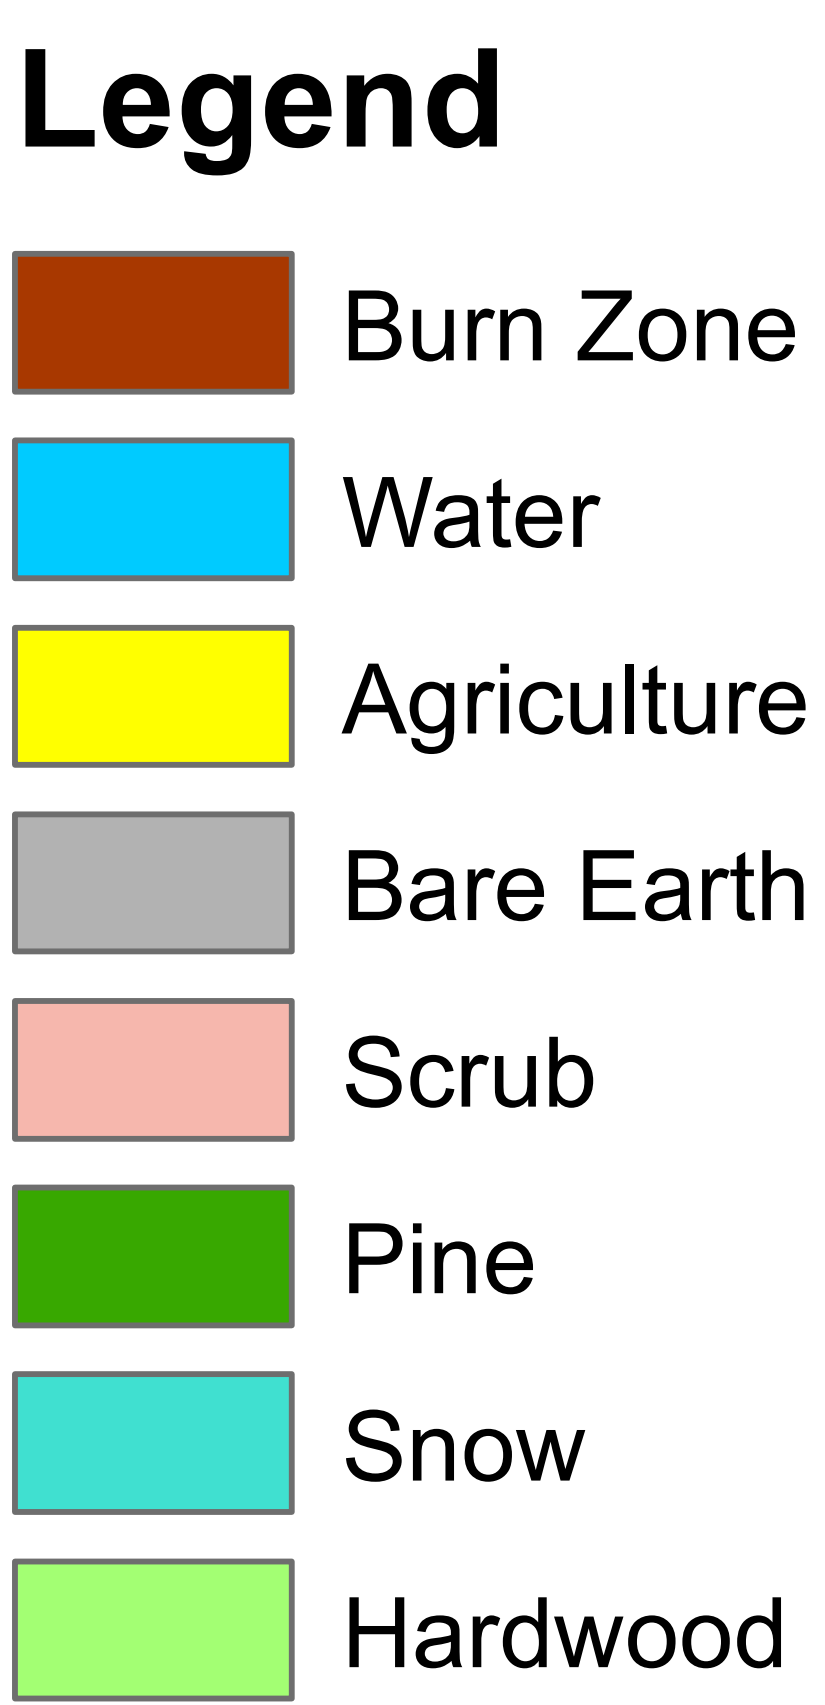 Legend
Burn Zone
Water
Agriculture
Bare Earth
Scrub
Pine
Snow
Hardwood